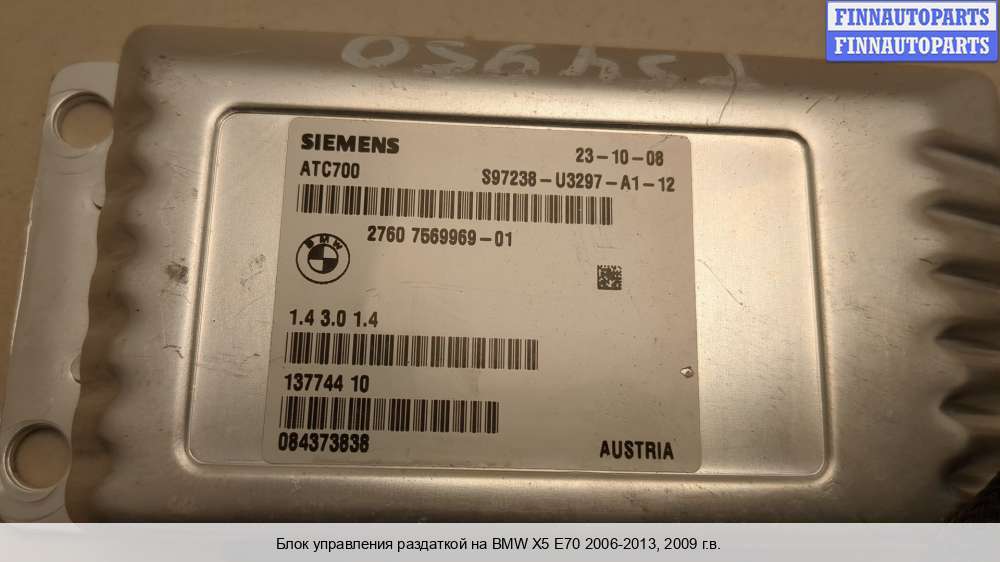 FINNAUTOPARTS
FINNAUTOPARTS
SIEMENS
23-10-08
ATC700
S97238-U3297-A1-12
2760 7569969-01
BMW
1.4 3.0 1.4
137744 10
084373838
AUSTRIA
Блок управления раздаткой на BMW X5 E70 2006-2013, 2009 г.в.